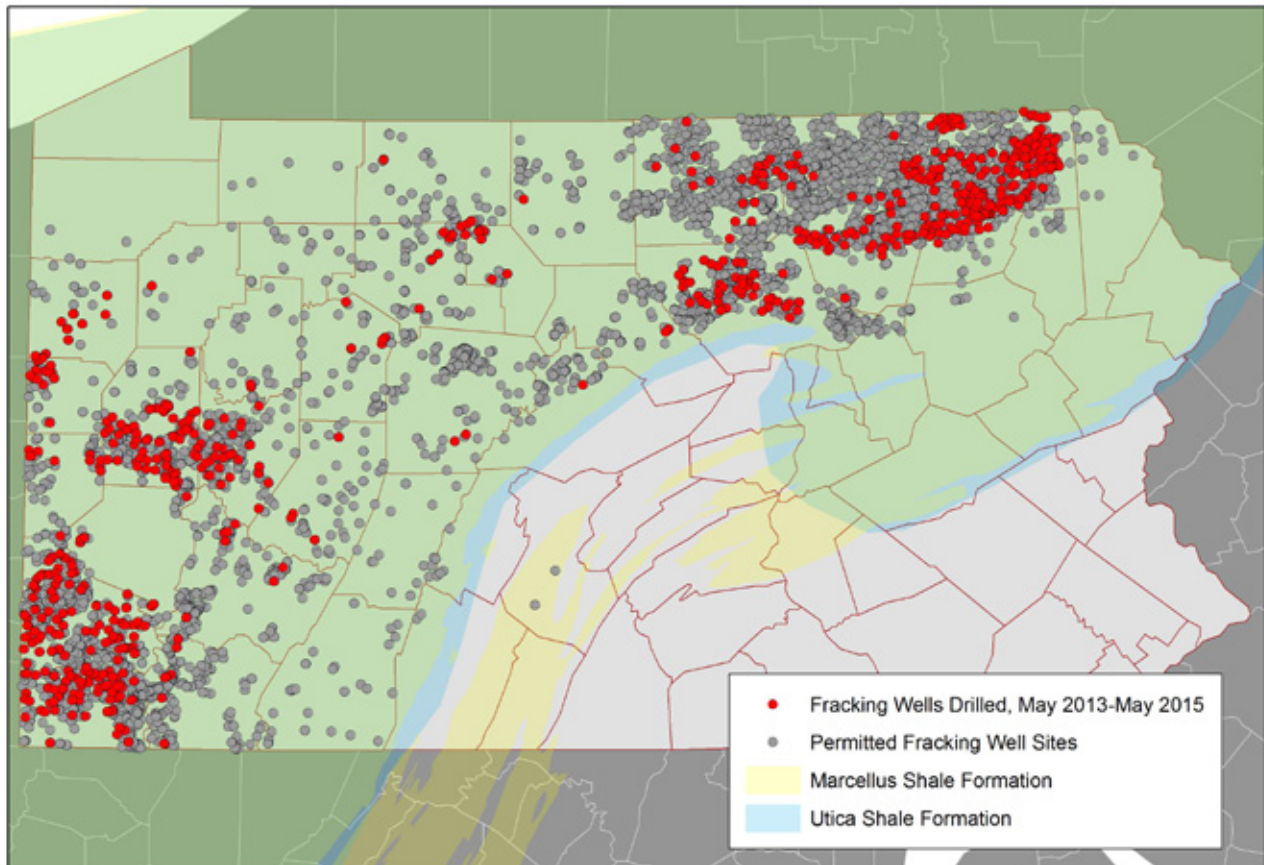 Fracking Wells Drilled, May 2013-May 2015
Permitted Fracking Well Sites
Marcellus Shale Formation
Utica Shale Formation